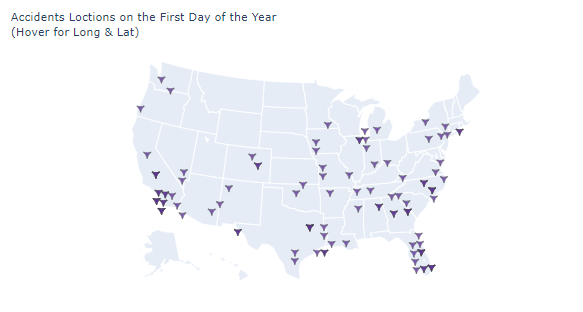 Accidents Loctions on the First Day of the Year
(Hover for Long & Lat)